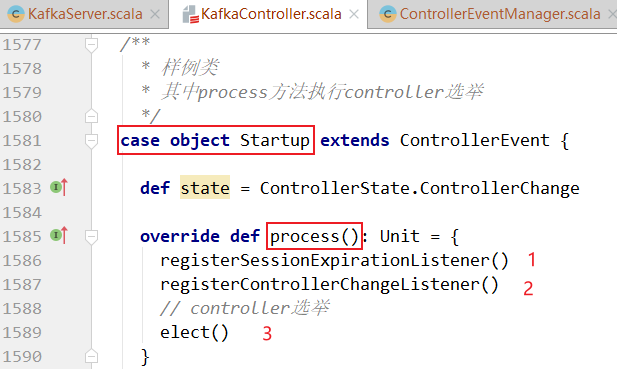 KafkaServer.scala × KafkaController.scala × ControllerEventManager.scala ×
1577 /**
1578 * 样例类
1579 * 其中process方法执行controller选举
1580 */
1581 case object Startup extends ControllerEvent {
1582
1583 def state = ControllerState.ControllerChange
1584
1585 override def process(): Unit = {
1586 registerSessionExpirationListener() 1
1587 registerControllerChangeListener() 2
1588 // controller选举
1589 elect() 3
1590 }